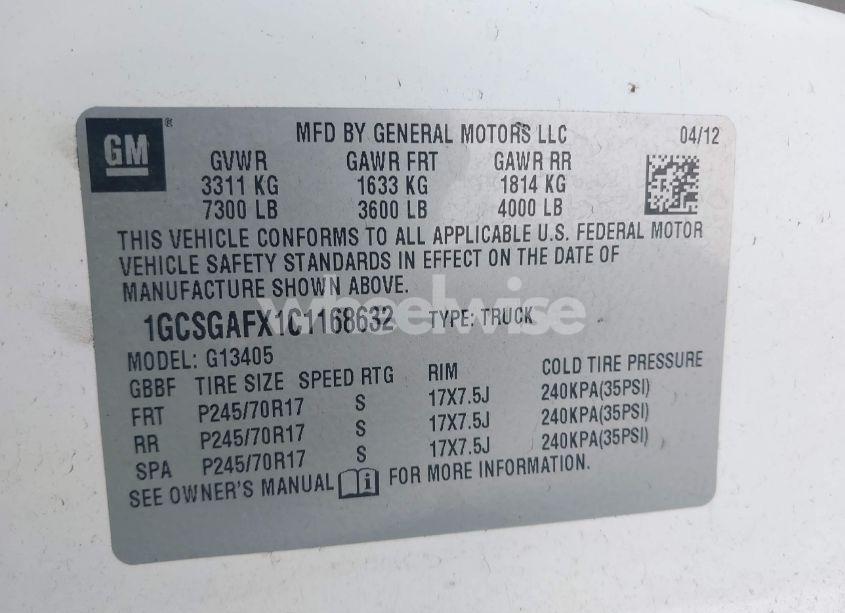 GM®
MFD BY GENERAL MOTORS LLC 04/12
GVWR GAWR FRT GAWR RR
3311 KG 1633 KG 1814 KG
7300 LB 3600 LB 4000 LB
THIS VEHICLE CONFORMS TO ALL APPLICABLE U.S. FEDERAL MOTOR
VEHICLE SAFETY STANDARDS IN EFFECT ON THE DATE OF
MANUFACTURE SHOWN ABOVE.
wheelwise
1GCSGAFX1C1168632 TYPE: TRUCK
MODEL: G13405
GBBF TIRE SIZE SPEED RTG RIM COLD TIRE PRESSURE
FRT P245/70R17 S 17X7.5J 240KPA(35PSI)
RR P245/70R17 S 17X7.5J 240KPA(35PSI)
SPA P245/70R17 S 17X7.5J 240KPA(35PSI)
SEE OWNER'S MANUAL i FOR MORE INFORMATION.